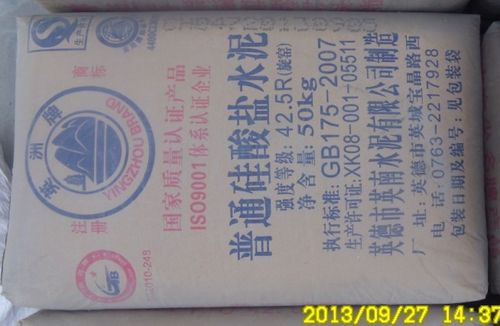 注册 商标
英洲牌
YINGZHOU BRAND
国家质量认证产品
ISO9001体系认证企业
普通硅酸盐水泥
强度等级: 42.5R(旋窑)
净含量: 50kg
执行标准: GB175-2007
生产许可证:XK08-001-05511
英德市英南水泥有限公司制造
厂 址: 英德市英城宝晶路西
电 话: 0763-2217928
包装日期及编号: 见包装袋
2013/09/27 14:37